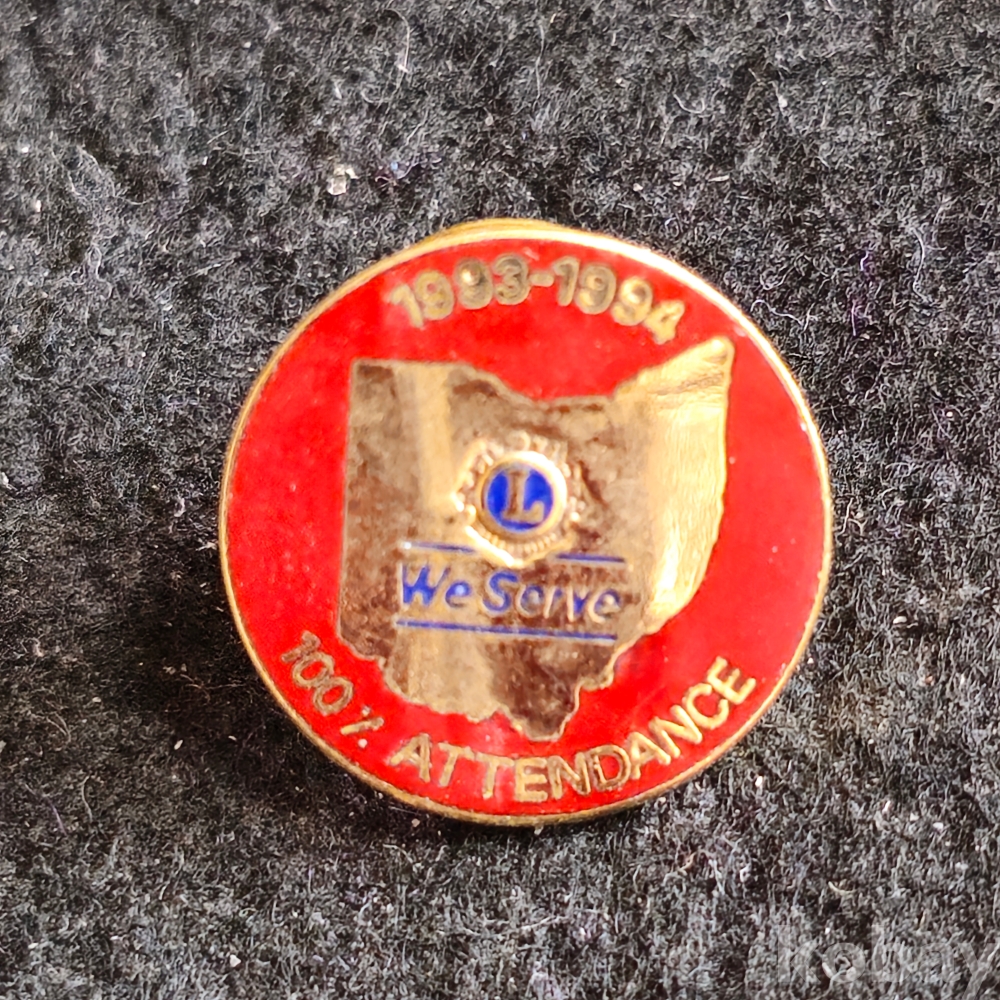 1993-1994
L
We Serve
100% ATTENDANCE